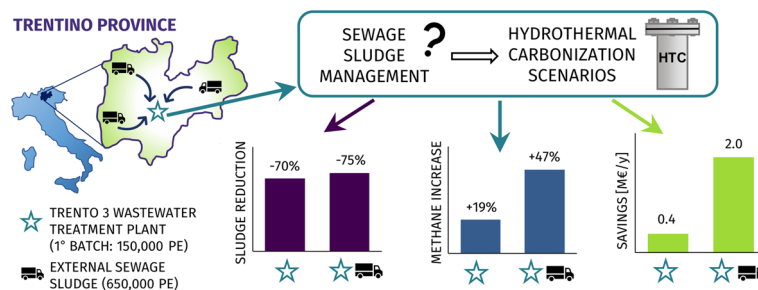 TRENTINO PROVINCE
SEWAGE
SLUDGE
MANAGEMENT
?
HYDROTHERMAL
CARBONIZATION
SCENARIOS
HTC
SLUDGE REDUCTION
-70%
-75%
METHANE INCREASE
+19%
+47%
SAVINGS [M€/y]
0.4
2.0
TRENTO 3 WASTEWATER
TREATMENT PLANT
(1° BATCH: 150,000 PE)
EXTERNAL SEWAGE
SLUDGE (650,000 PE)